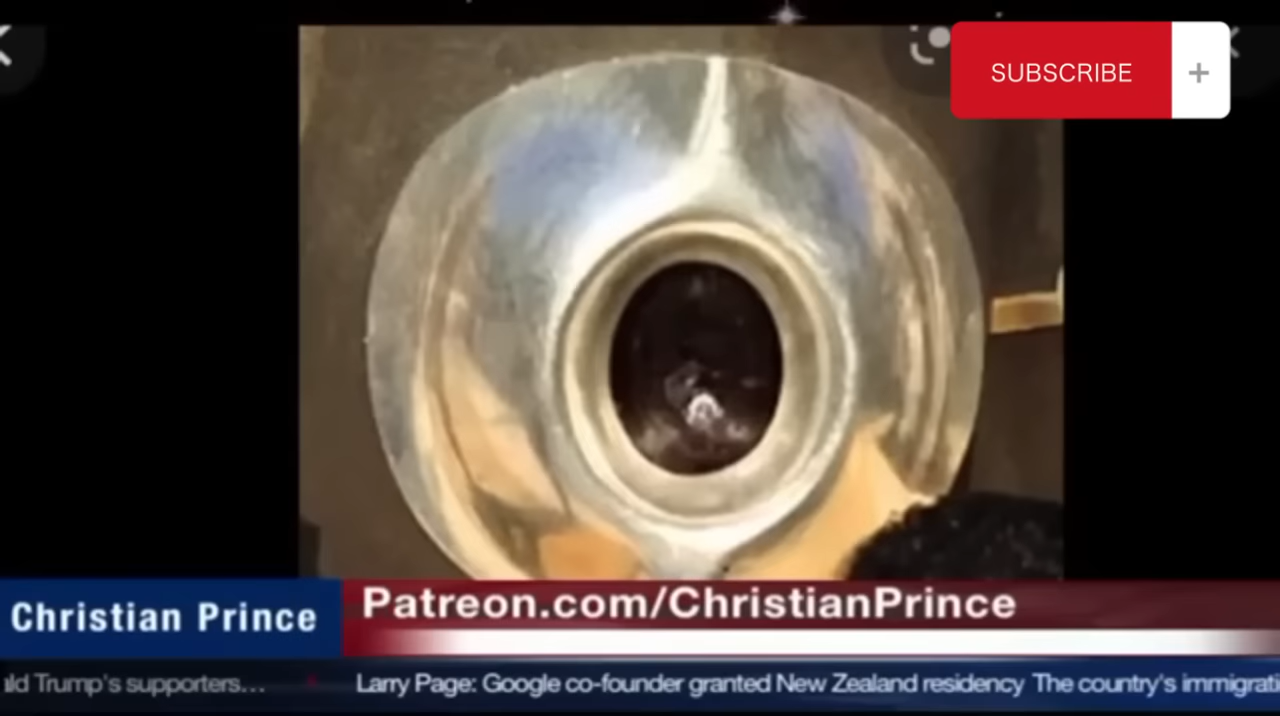 SUBSCRIBE
Christian Prince
Patreon.com/ChristianPrince
Trump's supporters...
Larry Page: Google co-founder granted New Zealand residency The country's